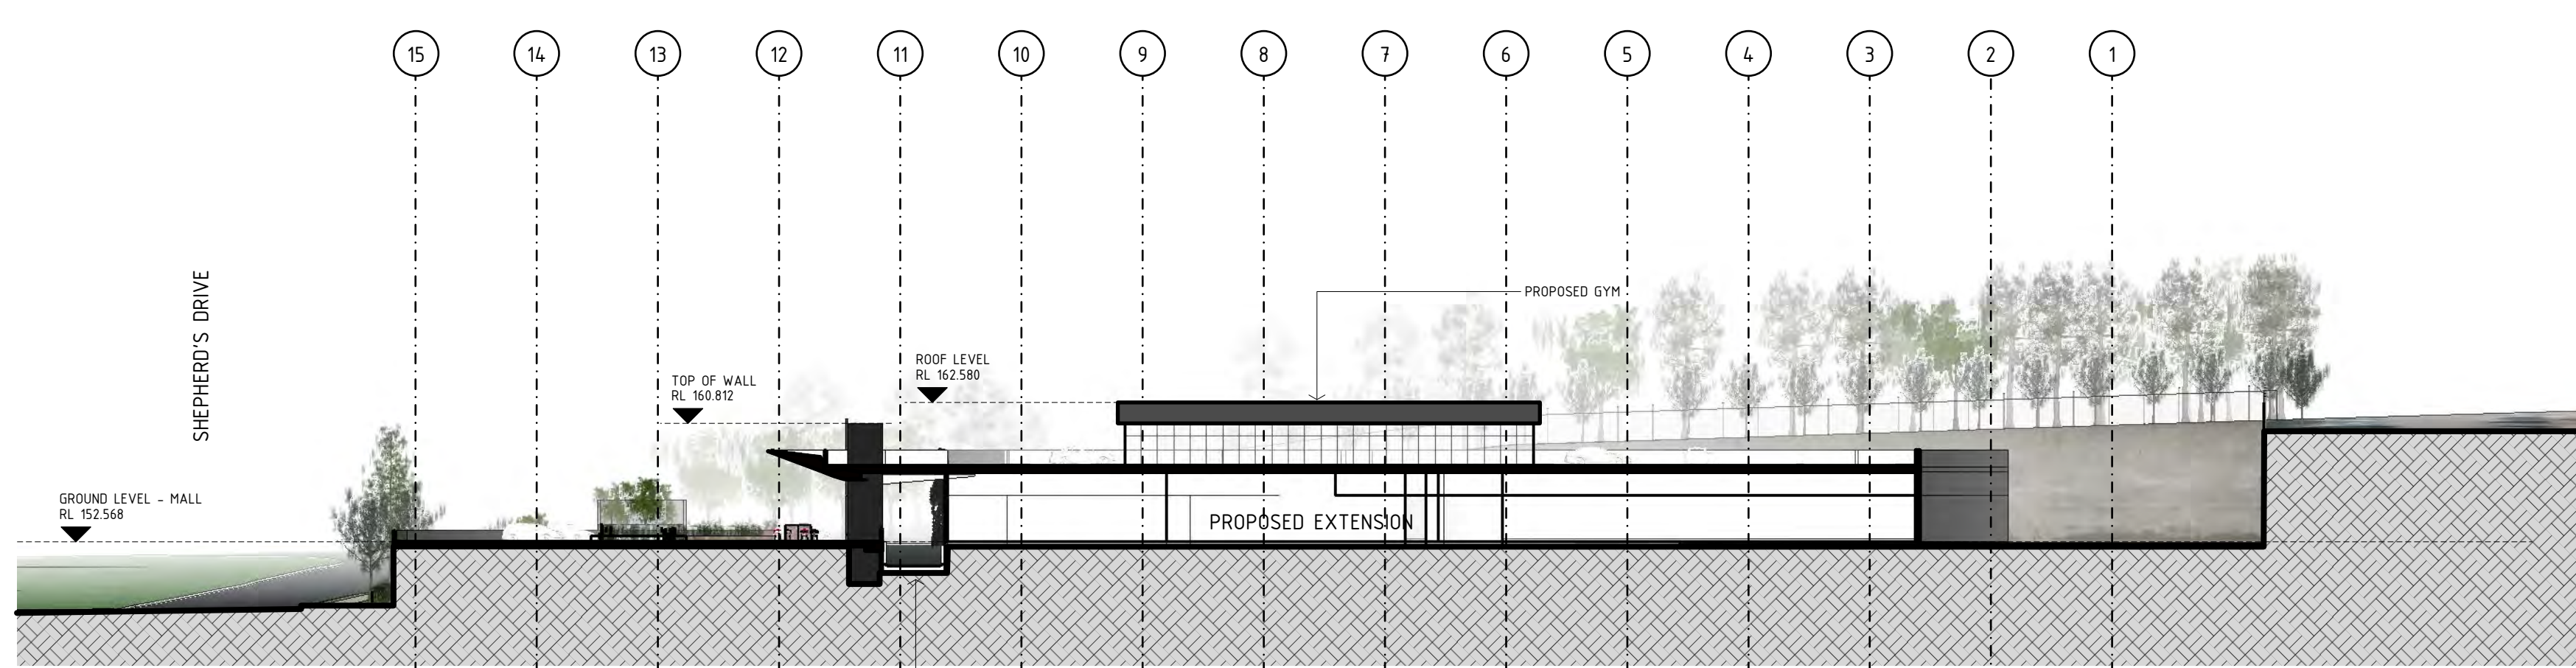 15 14 13 12 11 10 9 8 7 6 5 4 3 2 1
SHEPHERD'S DRIVE
PROPOSED GYM
ROOF LEVEL
RL 162.580
TOP OF WALL
RL 160.812
GROUND LEVEL - MALL
RL 152.568
PROPOSED EXTENSION